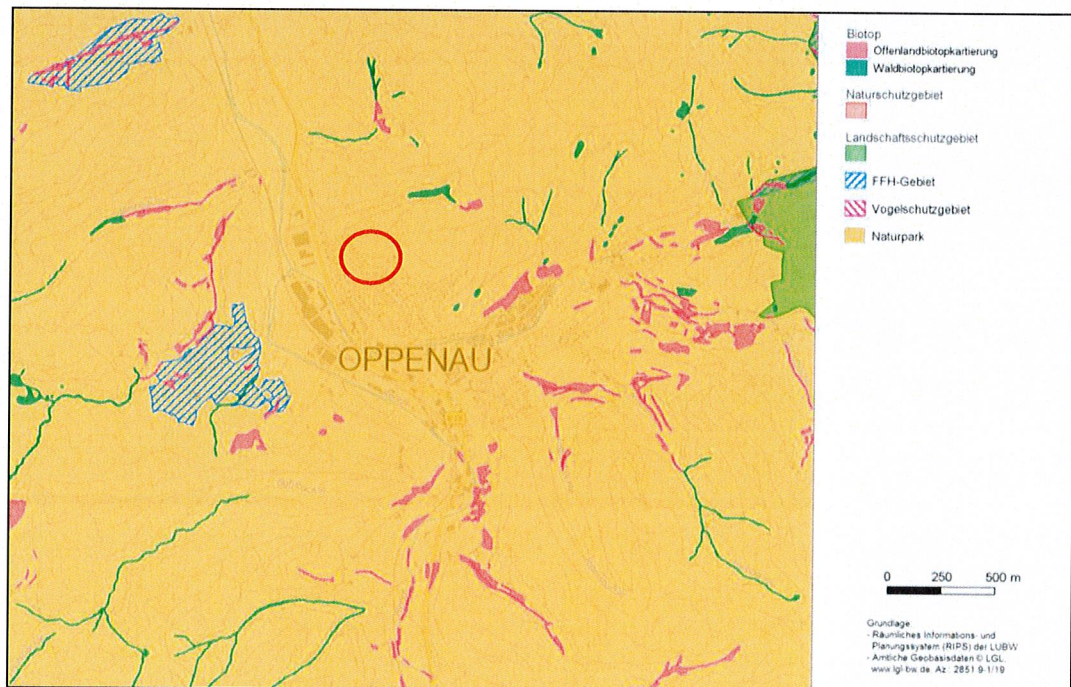 OPPENAU
Biotop
Offenlandbiotopkartierung
Waldbiotopkartierung
Naturschutzgebiet
Landschaftsschutzgebiet
FFH-Gebiet
Vogelschutzgebiet
Naturpark
0 250 500 m
Grundlage:
- Räumliches Informations- und
Planungssystem (RIPS) der LUBW
- Amtliche Geobasisdaten © LGL,
www.lgl-bw.de, Az.: 2851.9-1/19